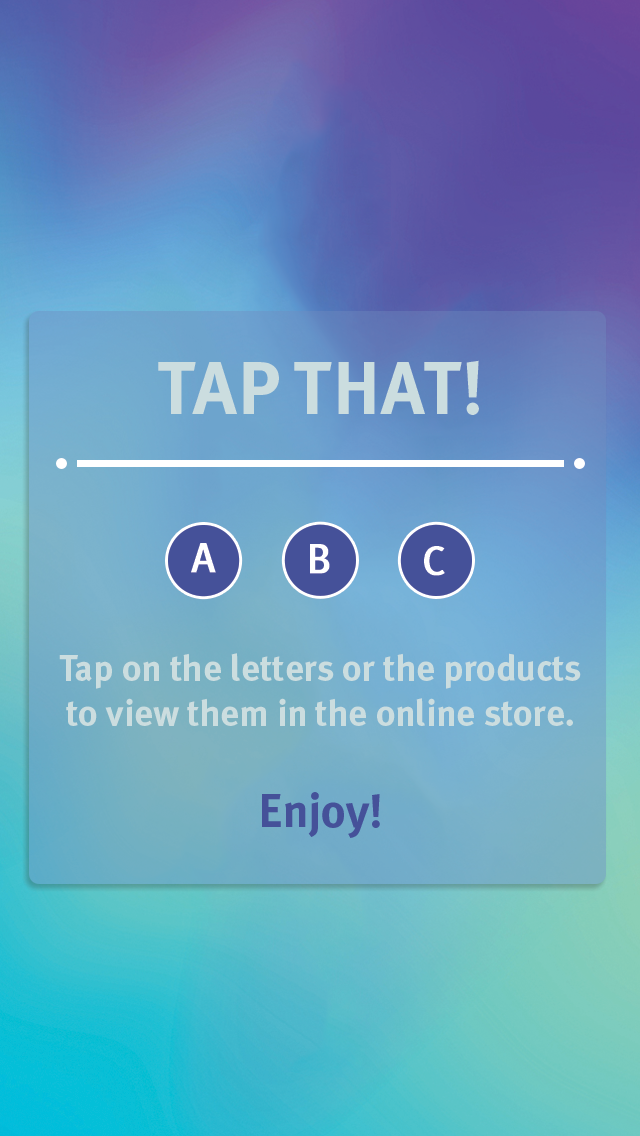 TAP THAT!
A B C
Tap on the letters or the products
to view them in the online store.
Enjoy!